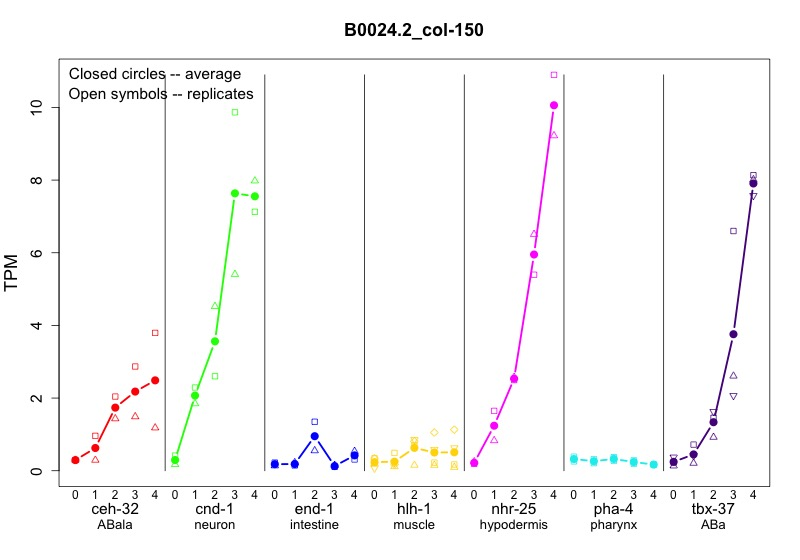 B0024.2_col-150
Closed circles -- average
Open symbols -- replicates
TPM
10
8
6
4
2
0
0 1 2 3 4 0 1 2 3 4 0 1 2 3 4 0 1 2 3 4 0 1 2 3 4 0 1 2 3 4 0 1 2 3 4
ceh-32 cnd-1 end-1 hlh-1 nhr-25 pha-4 tbx-37
ABala neuron intestine muscle hypodermis pharynx ABa